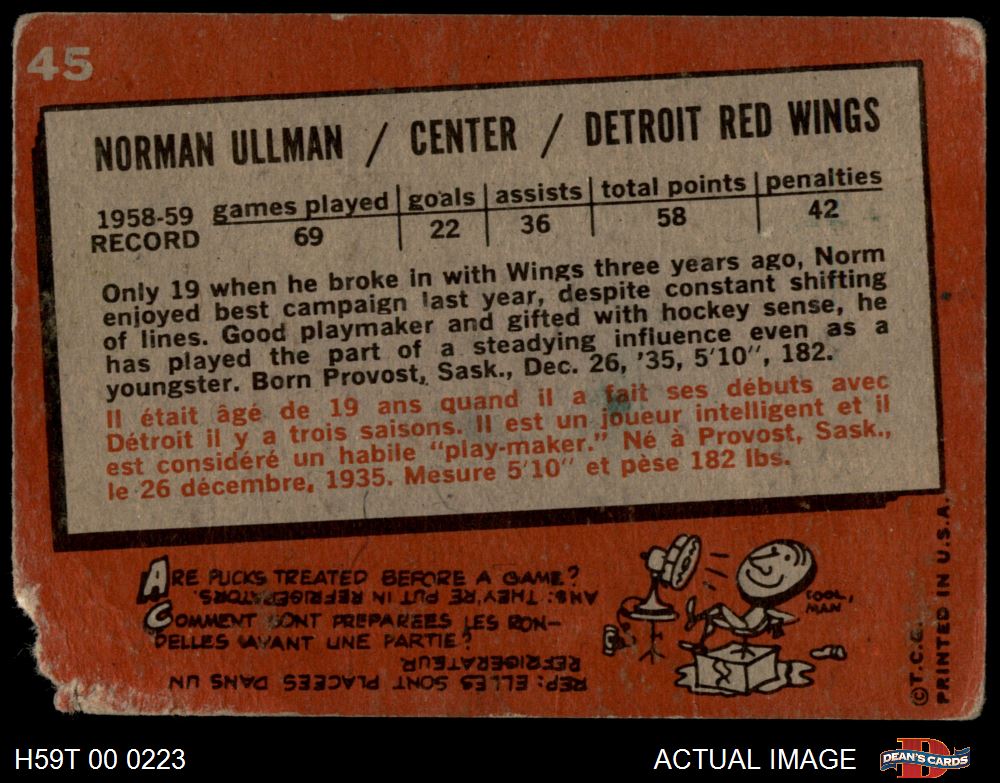 45
NORMAN ULLMAN / CENTER / DETROIT RED WINGS
1958-59 RECORD games played goals assists total points penalties
69 22 36 58 42
Only 19 when he broke in with Wings three years ago, Norm
enjoyed best campaign last year, despite constant shifting
of lines. Good playmaker and gifted with hockey sense, he
has played the part of a steadying influence even as a
youngster. Born Provost, Sask., Dec. 26, '35, 5'10", 182.
Il était âgé de 19 ans quand il a fait ses débuts avec
Détroit il y a trois saisons. Il est un joueur intelligent et il
est considéré un habile "play-maker." Né à Provost, Sask.,
le 26 décembre, 1935. Mesure 5'10" et pèse 182 lbs.
ARE PUCKS TREATED BEFORE A GAME?
ANS: THEY'RE PUT IN REFRIGERATORS.
COMMENT SONT PREPAREES LES RON-
DELLES AVANT UNE PARTIE?
REP: ELLES SONT PLACEES DANS UN
REFRIGERATEUR
COOL,
MAN
©T.C.G.
PRINTED IN U.S.A.
H59T 00 0223
ACTUAL IMAGE
D
DEAN'S CARDS